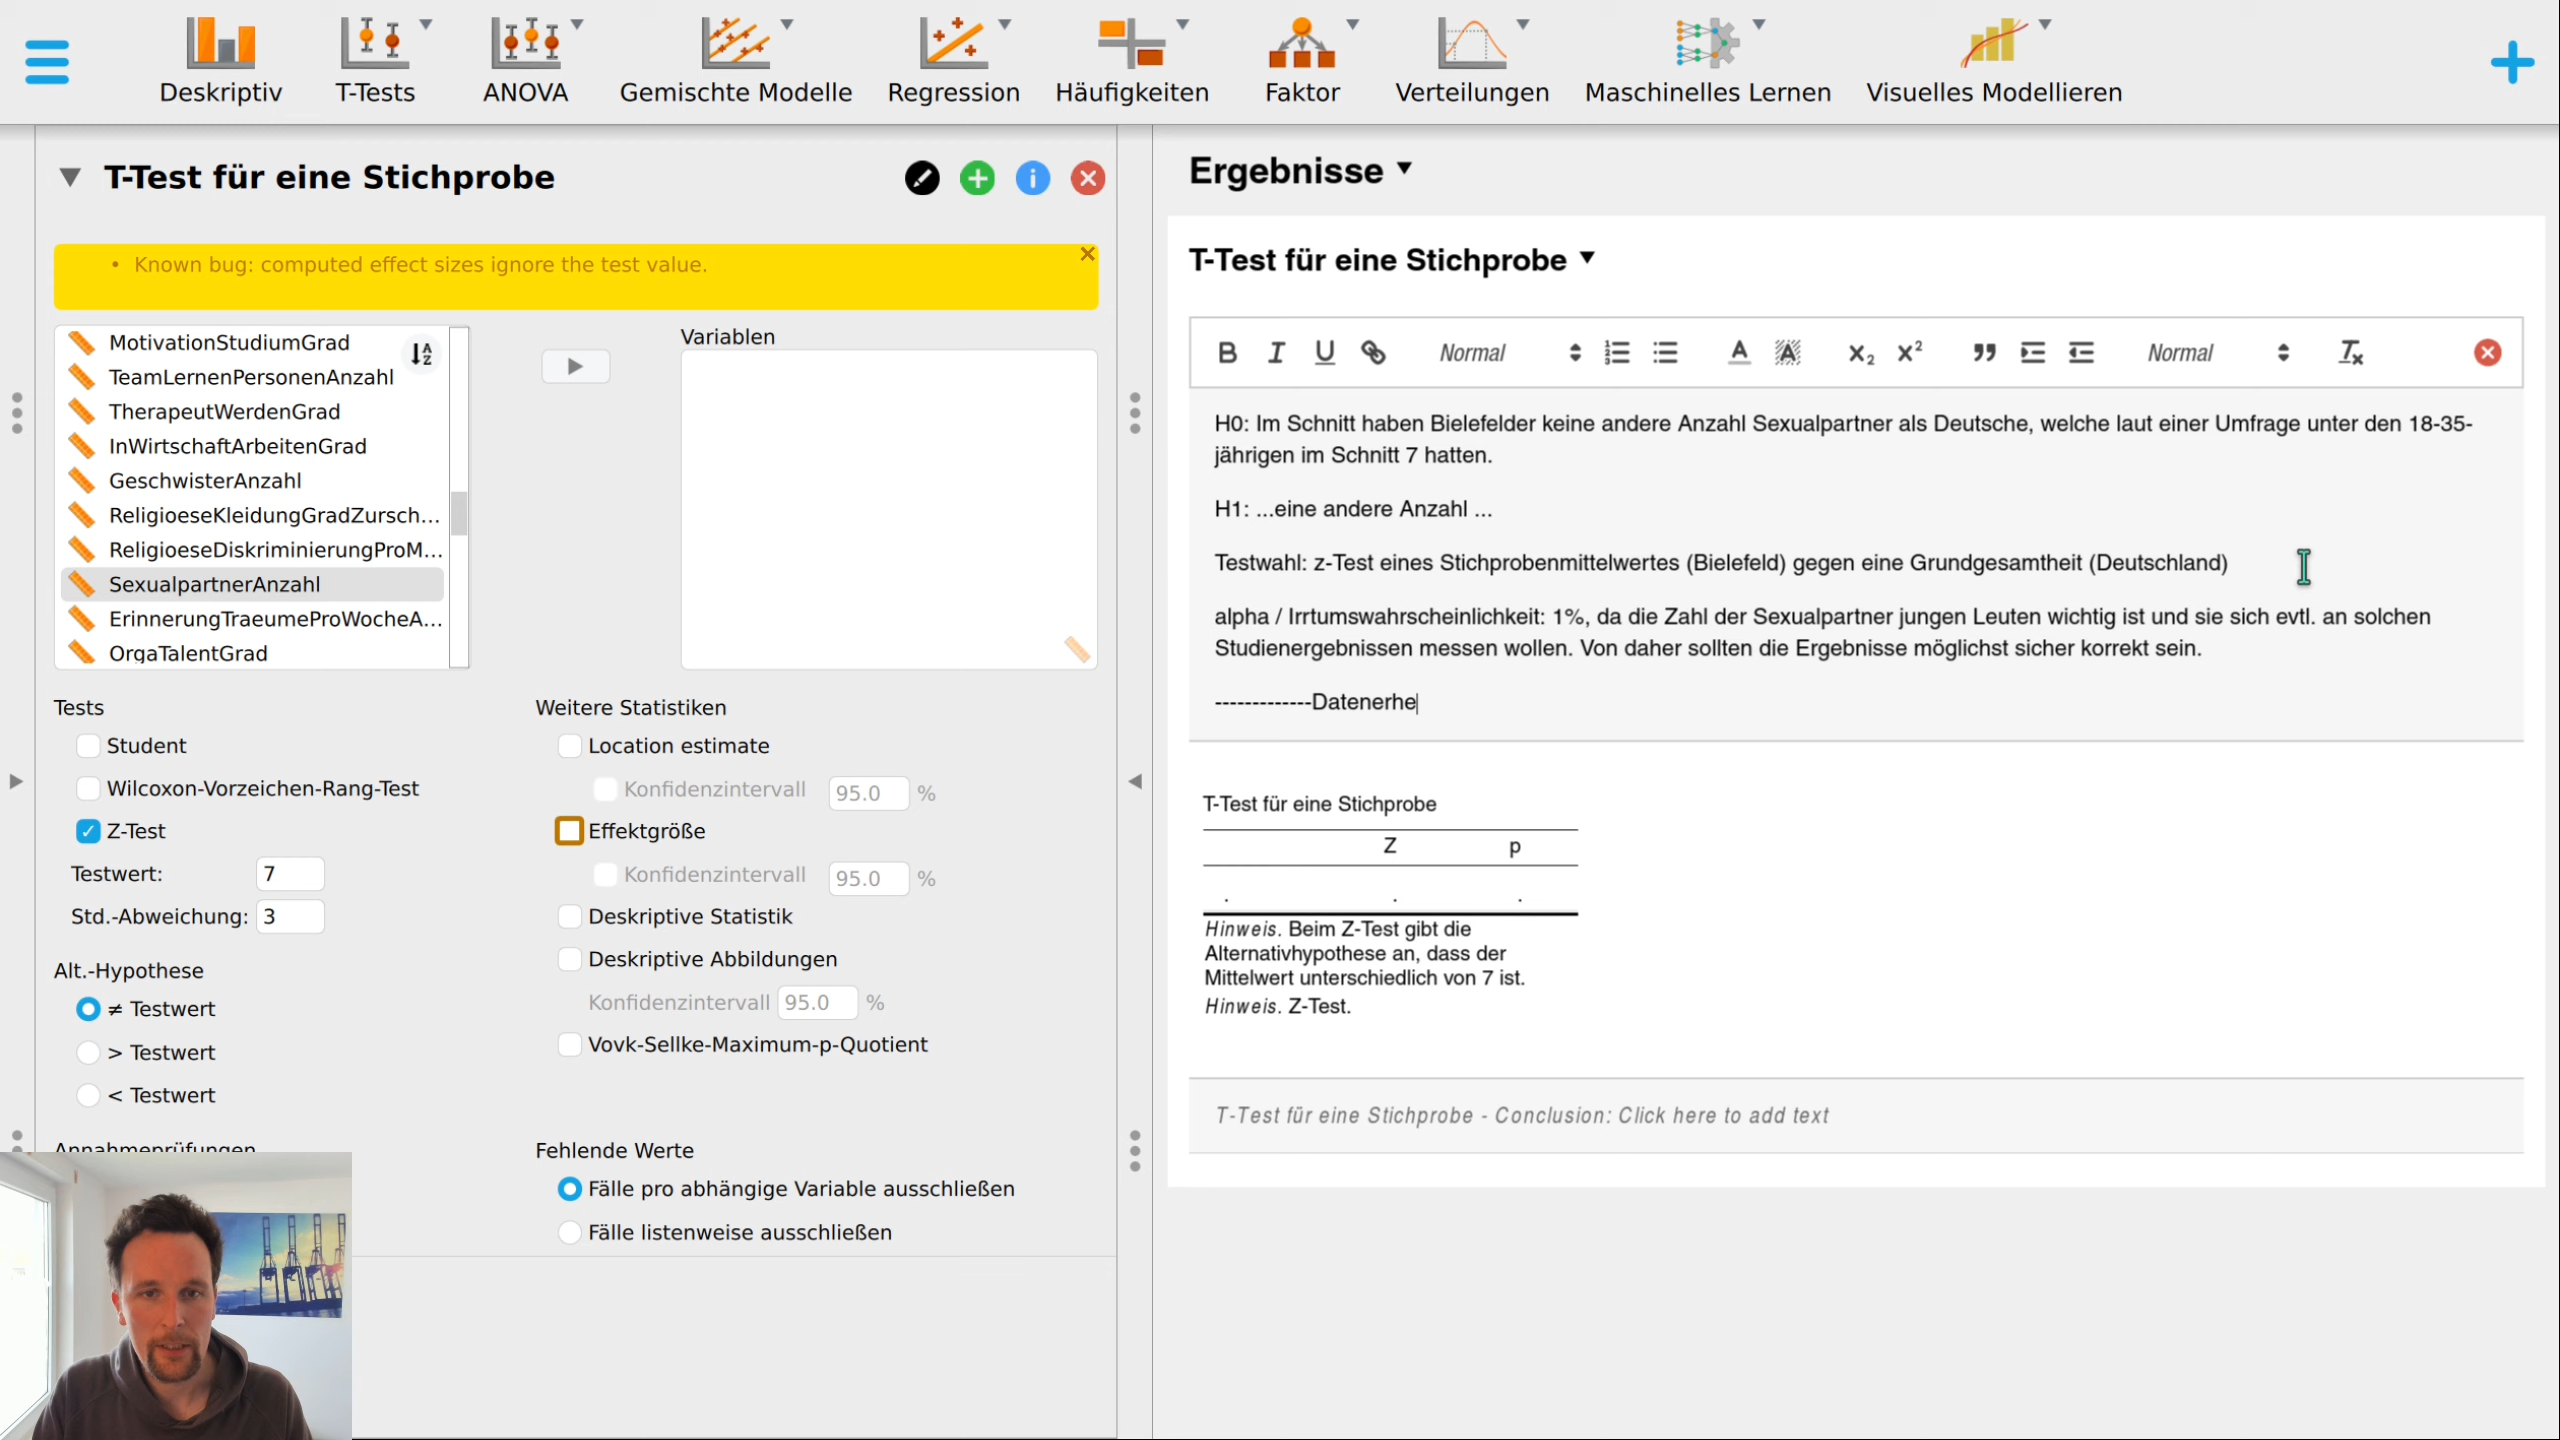 Deskriptiv
T-Tests
ANOVA
Gemischte Modelle
Regression
Häufigkeiten
Faktor
Verteilungen
Maschinelles Lernen
Visuelles Modellieren
T-Test für eine Stichprobe
• Known bug: computed effect sizes ignore the test value.
MotivationStudiumGrad
TeamLernenPersonenAnzahl
TherapeutWerdenGrad
InWirtschaftArbeitenGrad
GeschwisterAnzahl
ReligioeseKleidungGradZursch...
ReligioeseDiskriminierungProM...
SexualpartnerAnzahl
ErinnerungTraeumeProWocheA...
OrgaTalentGrad
Variablen
Tests
Student
Wilcoxon-Vorzeichen-Rang-Test
Z-Test
Testwert: 7
Std.-Abweichung: 3
Alt.-Hypothese
≠ Testwert
> Testwert
< Testwert
Annahmeprüfungen
Weitere Statistiken
Location estimate
Konfidenzintervall 95.0 %
Effektgröße
Konfidenzintervall 95.0 %
Deskriptive Statistik
Deskriptive Abbildungen
Konfidenzintervall 95.0 %
Vovk-Sellke-Maximum-p-Quotient
Fehlende Werte
Fälle pro abhängige Variable ausschließen
Fälle listenweise ausschließen
Ergebnisse
T-Test für eine Stichprobe
Normal
Normal
H0: Im Schnitt haben Bielefelder keine andere Anzahl Sexualpartner als Deutsche, welche laut einer Umfrage unter den 18-35-
jährigen im Schnitt 7 hatten.
H1: ...eine andere Anzahl ...
Testwahl: z-Test eines Stichprobenmittelwertes (Bielefeld) gegen eine Grundgesamtheit (Deutschland)
alpha / Irrtumswahrscheinlichkeit: 1%, da die Zahl der Sexualpartner jungen Leuten wichtig ist und sie sich evtl. an solchen
Studienergebnissen messen wollen. Von daher sollten die Ergebnisse möglichst sicher korrekt sein.
-------------Datenerhe
T-Test für eine Stichprobe
Z p
. . .
Hinweis. Beim Z-Test gibt die
Alternativhypothese an, dass der
Mittelwert unterschiedlich von 7 ist.
Hinweis. Z-Test.
T-Test für eine Stichprobe - Conclusion: Click here to add text